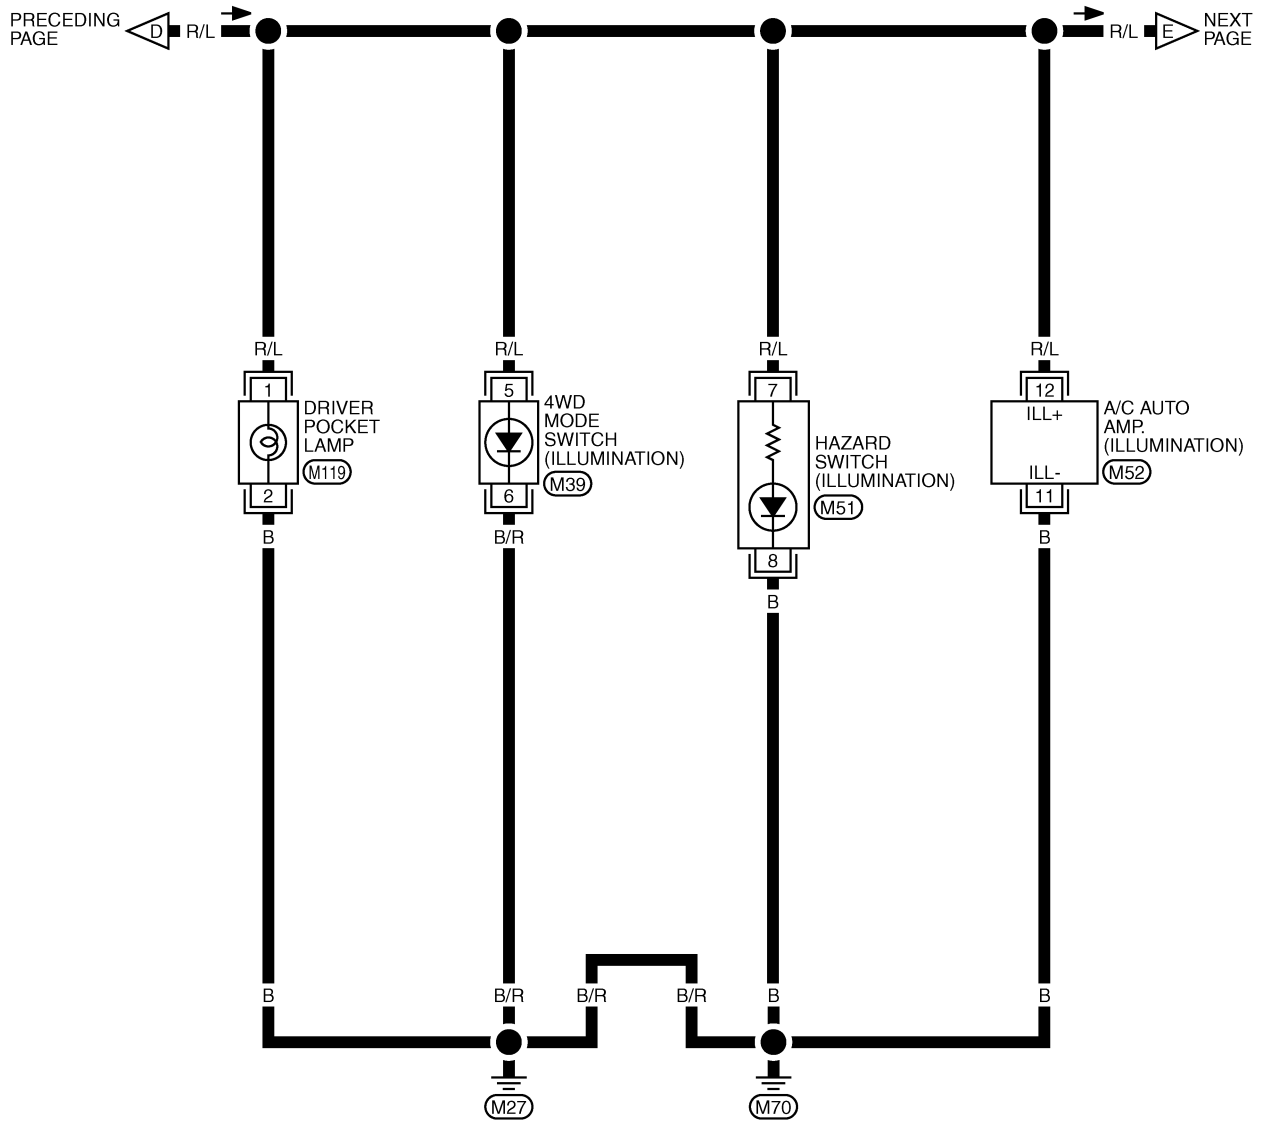 PRECEDING
PAGE
D
R/L
R/L
E
NEXT
PAGE
R/L
R/L
R/L
R/L
1
DRIVER
POCKET
LAMP
M119
2
B
5
4WD
MODE
SWITCH
(ILLUMINATION)
M39
6
B/R
7
HAZARD
SWITCH
(ILLUMINATION)
M51
8
B
12
ILL+
ILL-
A/C AUTO
AMP.
(ILLUMINATION)
M52
11
B
B
B/R
B/R
B/R
B
B
M27
M70